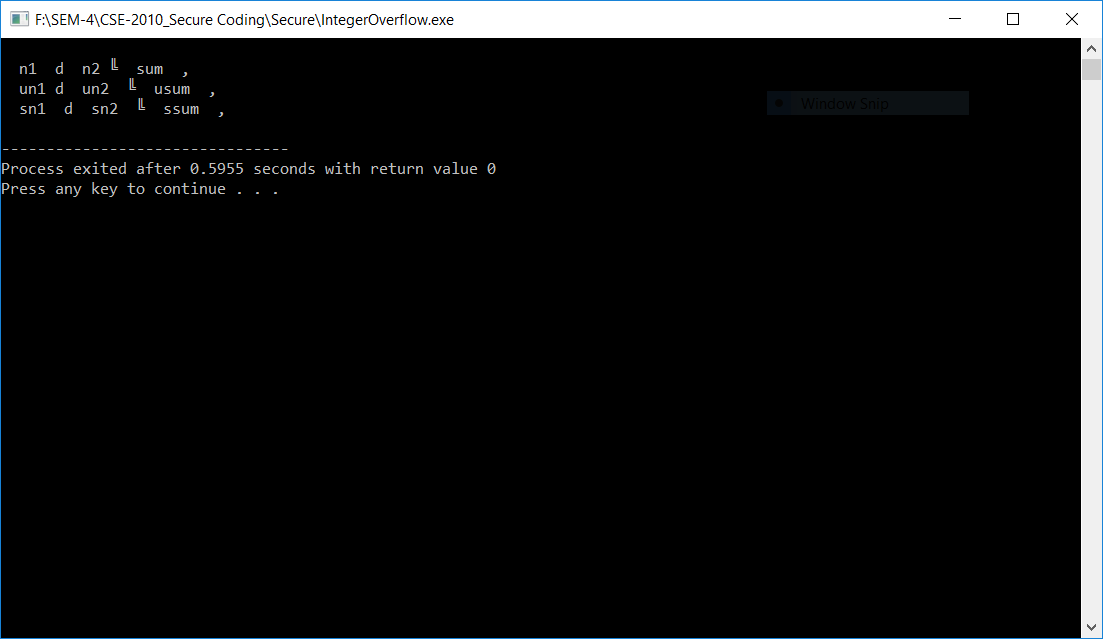 F:\SEM-4\CSE-2010_Secure Coding\Secure\IntegerOverflow.exe
n1  d  n2 ╚  sum  ,
un1 d  un2  ╚  usum  ,
sn1  d  sn2  ╚  ssum  ,
Window Snip
--------------------------------
Process exited after 0.5955 seconds with return value 0
Press any key to continue . . .